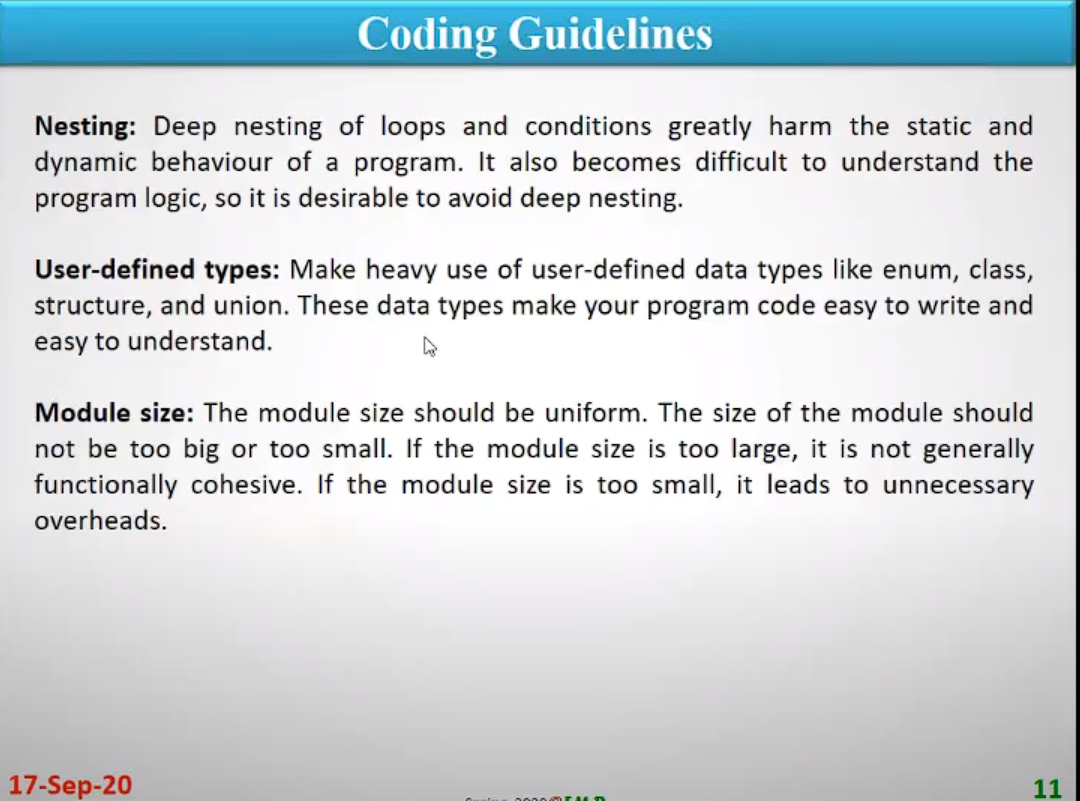 Coding Guidelines
Nesting: Deep nesting of loops and conditions greatly harm the static and
dynamic behaviour of a program. It also becomes difficult to understand the
program logic, so it is desirable to avoid deep nesting.
User-defined types: Make heavy use of user-defined data types like enum, class,
structure, and union. These data types make your program code easy to write and
easy to understand.
Module size: The module size should be uniform. The size of the module should
not be too big or too small. If the module size is too large, it is not generally
functionally cohesive. If the module size is too small, it leads to unnecessary
overheads.
17-Sep-20
11